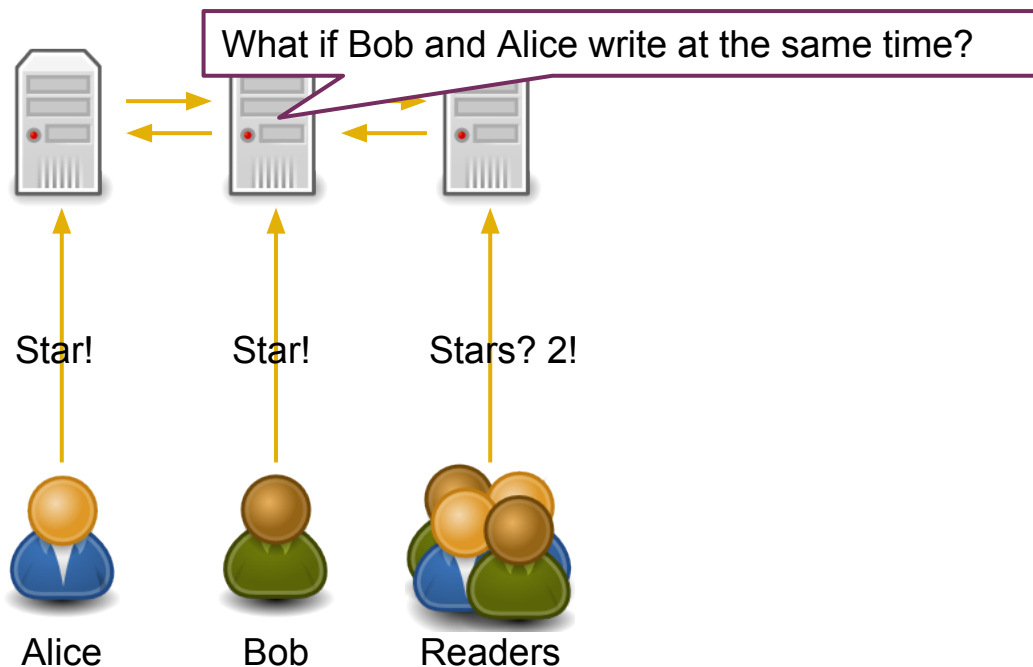 What if Bob and Alice write at the same time?
Star!
Star!
Stars? 2!
Alice
Bob
Readers